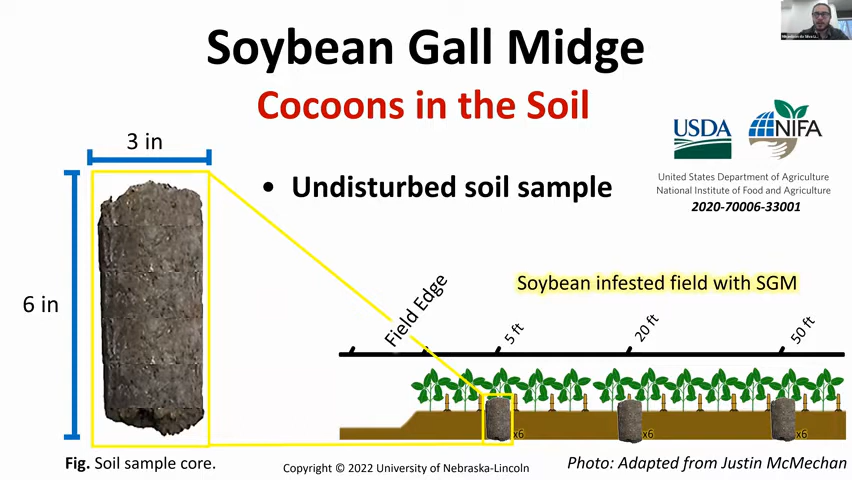 Soybean Gall Midge
Cocoons in the Soil
3 in
6 in
• Undisturbed soil sample
USDA
NIFA
United States Department of Agriculture
National Institute of Food and Agriculture
2020-70006-33001
Soybean infested field with SGM
Field Edge
5 ft
20 ft
50 ft
x6
x6
x6
Fig. Soil sample core.
Copyright © 2022 University of Nebraska-Lincoln
Photo: Adapted from Justin McMechan